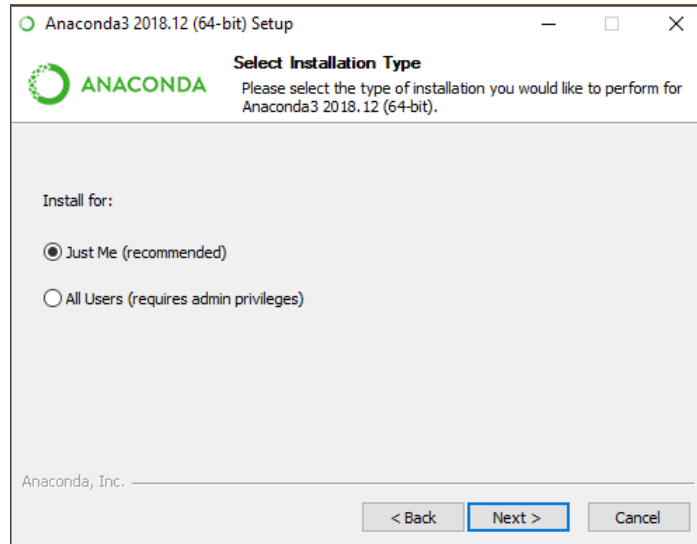 Anaconda3 2018.12 (64-bit) Setup
ANACONDA
Select Installation Type
Please select the type of installation you would like to perform for
Anaconda3 2018.12 (64-bit).
Install for:
Just Me (recommended)
All Users (requires admin privileges)
Anaconda, Inc.
< Back
Next >
Cancel